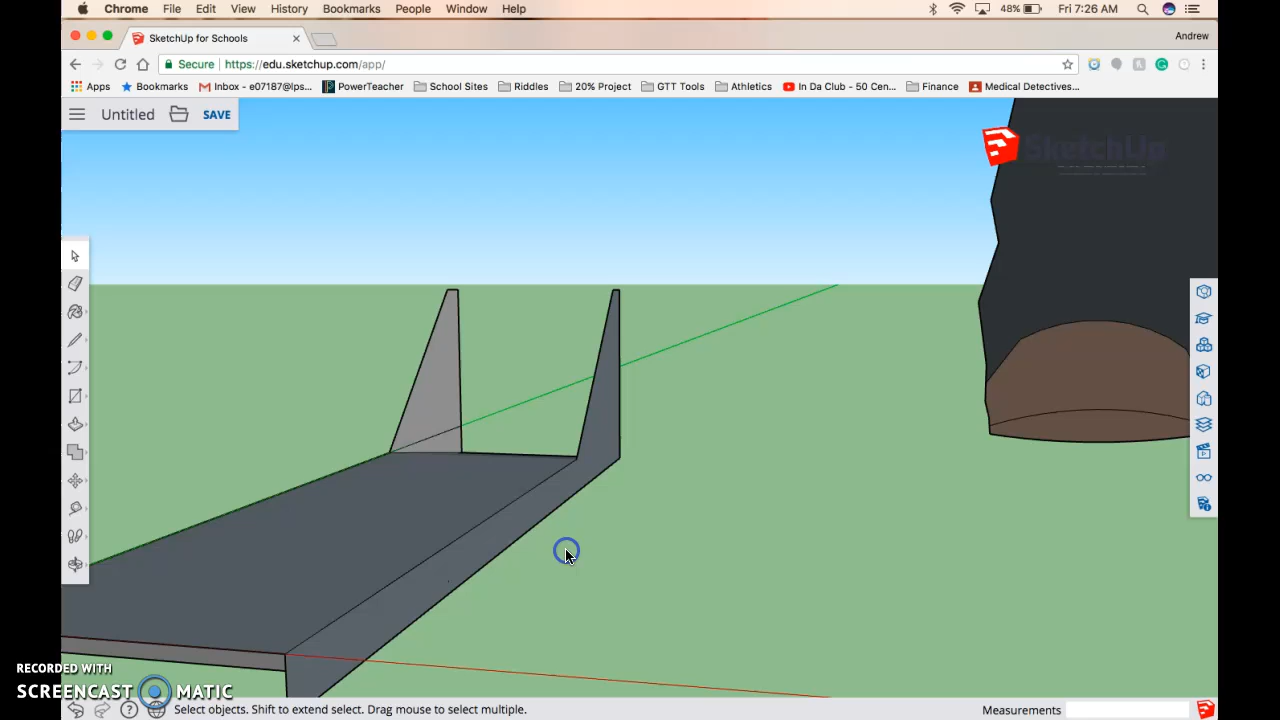 Chrome File Edit View History Bookmarks People Window Help 48% Fri 7:26 AM
SketchUp for Schools Andrew
Secure https://edu.sketchup.com/app/
Apps Bookmarks Inbox - e07187@lps... PowerTeacher School Sites Riddles 20% Project GTT Tools Athletics In Da Club - 50 Cen... Finance Medical Detectives...
Untitled SAVE
SketchUp
RECORDED WITH
SCREENCAST MATIC
Select objects. Shift to extend select. Drag mouse to select multiple. Measurements